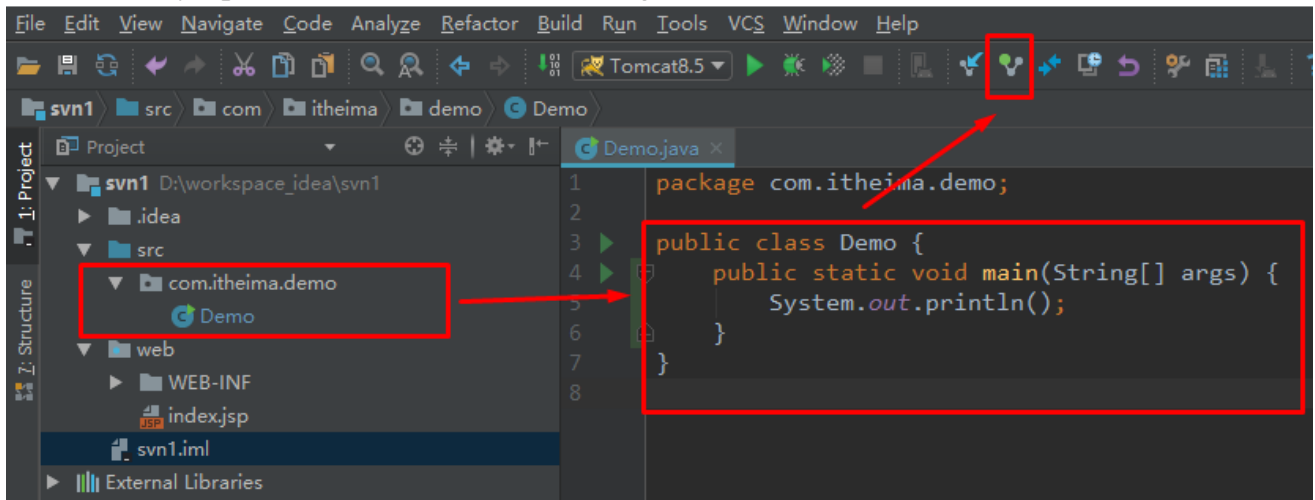 File Edit View Navigate Code Analyze Refactor Build Run Tools VCS Window Help
Tomcat8.5
svn1 src com itheima demo Demo
1: Project
7: Structure
Project
svn1 D:\workspace_idea\svn1
.idea
src
com.itheima.demo
Demo
web
WEB-INF
index.jsp
svn1.iml
External Libraries
Demo.java
1 package com.itheima.demo;
2
3 public class Demo {
4 public static void main(String[] args) {
5 System.out.println();
6 }
7 }
8